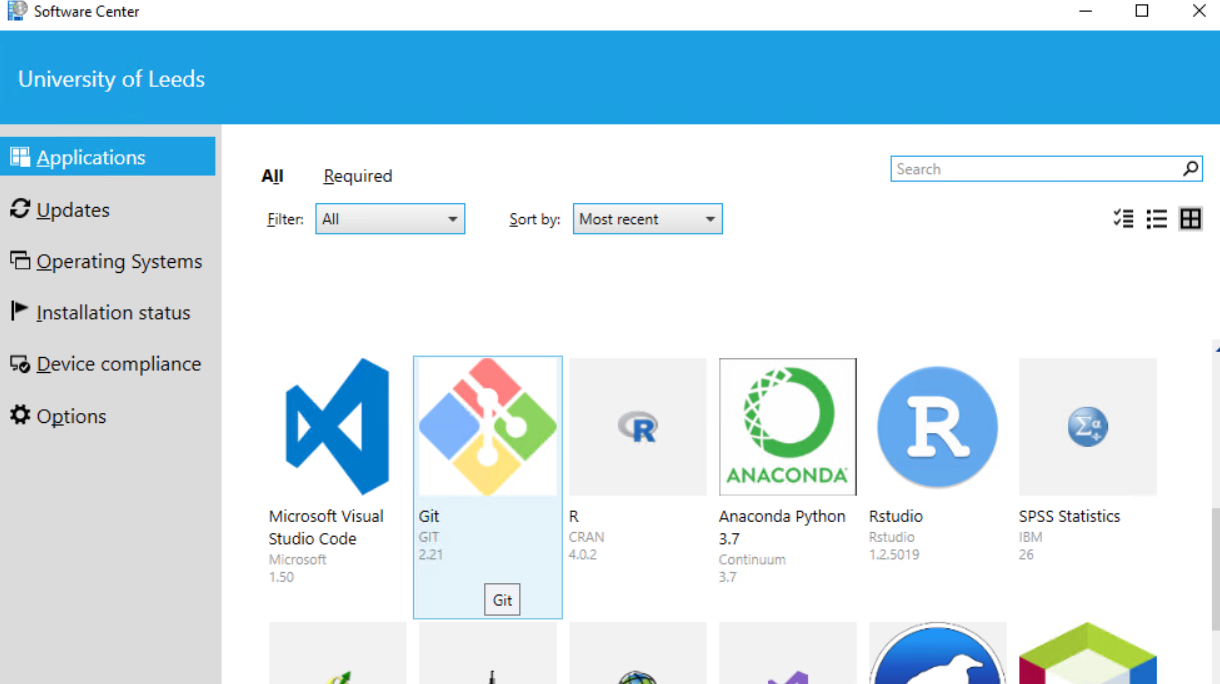 Software Center
University of Leeds
Applications
Updates
Operating Systems
Installation status
Device compliance
Options
All Required
Search
Filter: All Sort by: Most recent
ANACONDA
Microsoft Visual
Studio Code
Microsoft
1.50
Git
GIT
2.21
Git
R
CRAN
4.0.2
Anaconda Python
3.7
Continuum
3.7
Rstudio
Rstudio
1.2.5019
SPSS Statistics
IBM
26